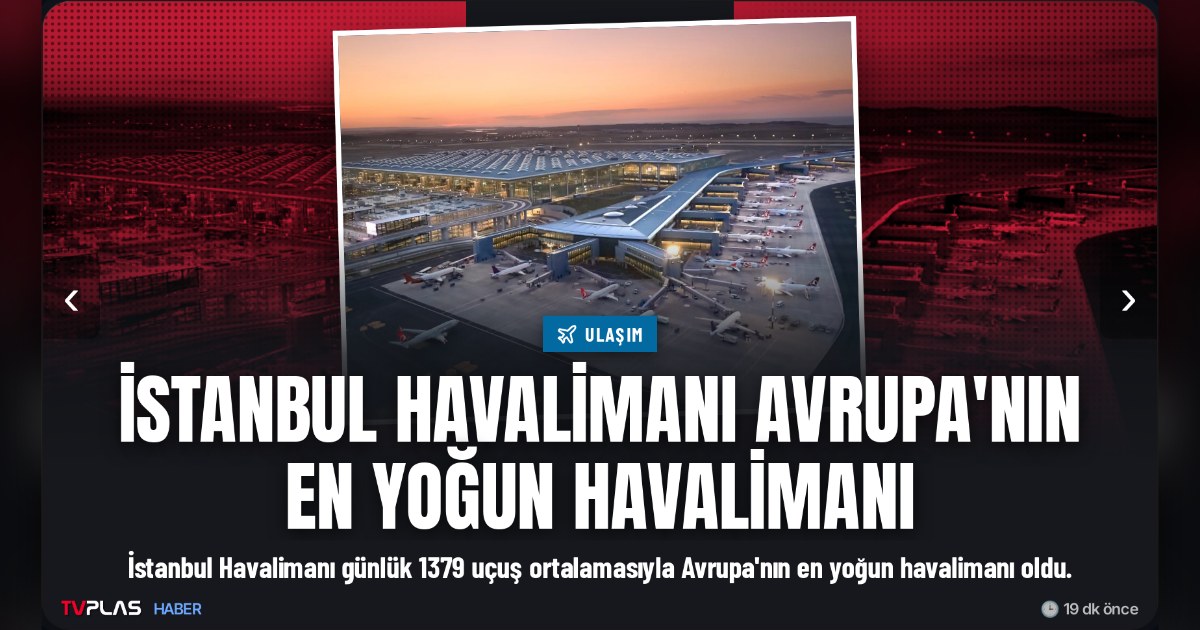 ULAŞIM
İSTANBUL HAVALİMANI AVRUPA'NIN
EN YOĞUN HAVALİMANI
İstanbul Havalimanı günlük 1379 uçuş ortalamasıyla Avrupa'nın en yoğun havalimanı oldu.
TVPLAS HABER
19 dk önce